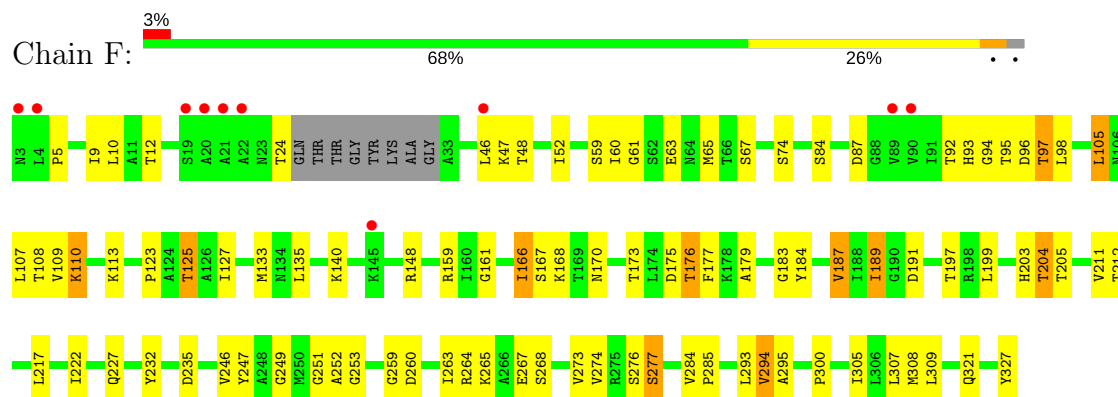 3%
Chain F:
68% 26% • •
N3 L4 P5 I9 L10 A11 T12 S19 A20 A21 A22 N23 T24 GLN THR THR GLY TYR LYS ALA GLY A33 L46 K47 T48 I52 S59 I60 G61 S62 E63 N64 M65 T66 S67 S74 S84 D87 G88 V89 V90 I91 T92 H93 G94 T95 D96 T97 L98 L105 N106
L107 T108 V109 K110 K113 P123 A124 T125 A126 I127 M133 N134 L135 K140 K145 R148 R159 I160 G161 I166 S167 K168 T169 N170 T173 L174 D175 T176 F177 K178 A179 G183 Y184 V187 I188 I189 G190 D191 T197 R198 L199 H203 T204 T205 V211 T212
L217 I222 Q227 Y232 D235 V246 Y247 A248 G249 M250 G251 A252 G253 G259 D260 I263 R264 K265 A266 E267 S268 V273 V274 R275 S276 S277 V284 P285 L293 V294 A295 P300 I305 L306 L307 M308 L309 Q321 Y327